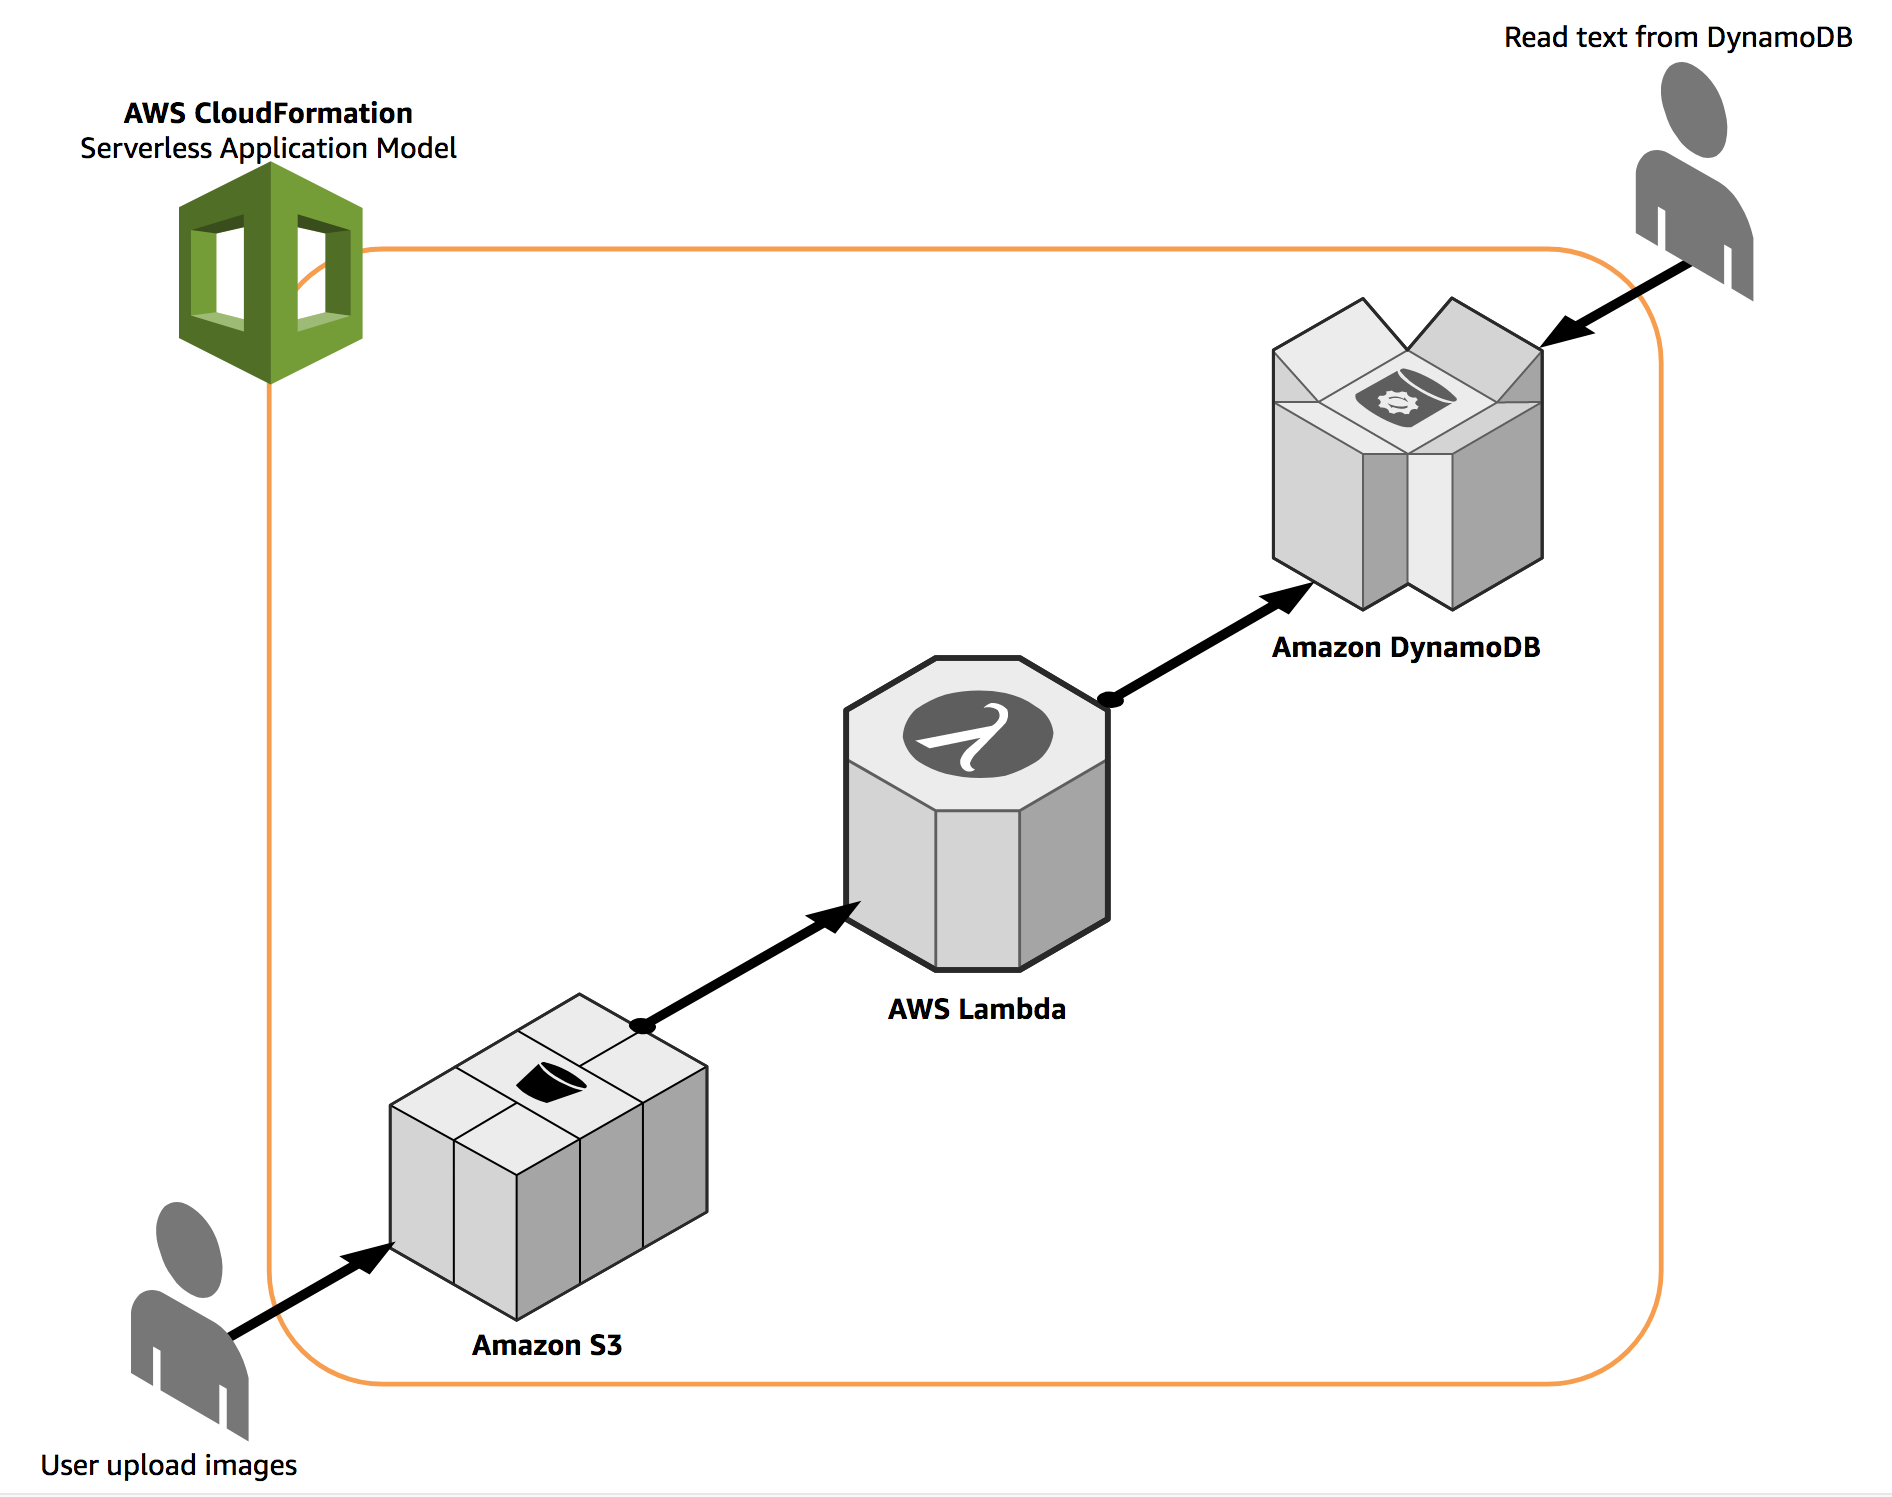 Read text from DynamoDB
AWS CloudFormation
Serverless Application Model
Amazon DynamoDB
AWS Lambda
Amazon S3
User upload images